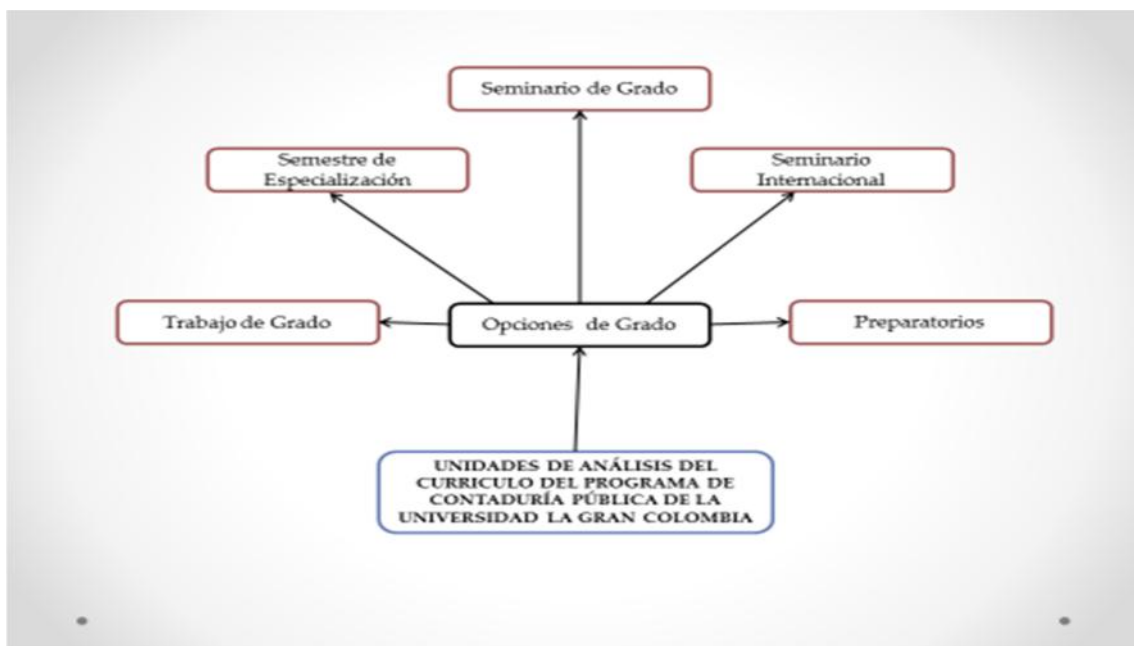 Seminario de Grado
Semestre de
Especialización
Seminario
Internacional
Trabajo de Grado
Opciones de Grado
Preparatorios
UNIDADES DE ANÁLISIS DEL
CURRICULO DEL PROGRAMA DE
CONTADURÍA PÚBLICA DE LA
UNIVERSIDAD LA GRAN COLOMBIA